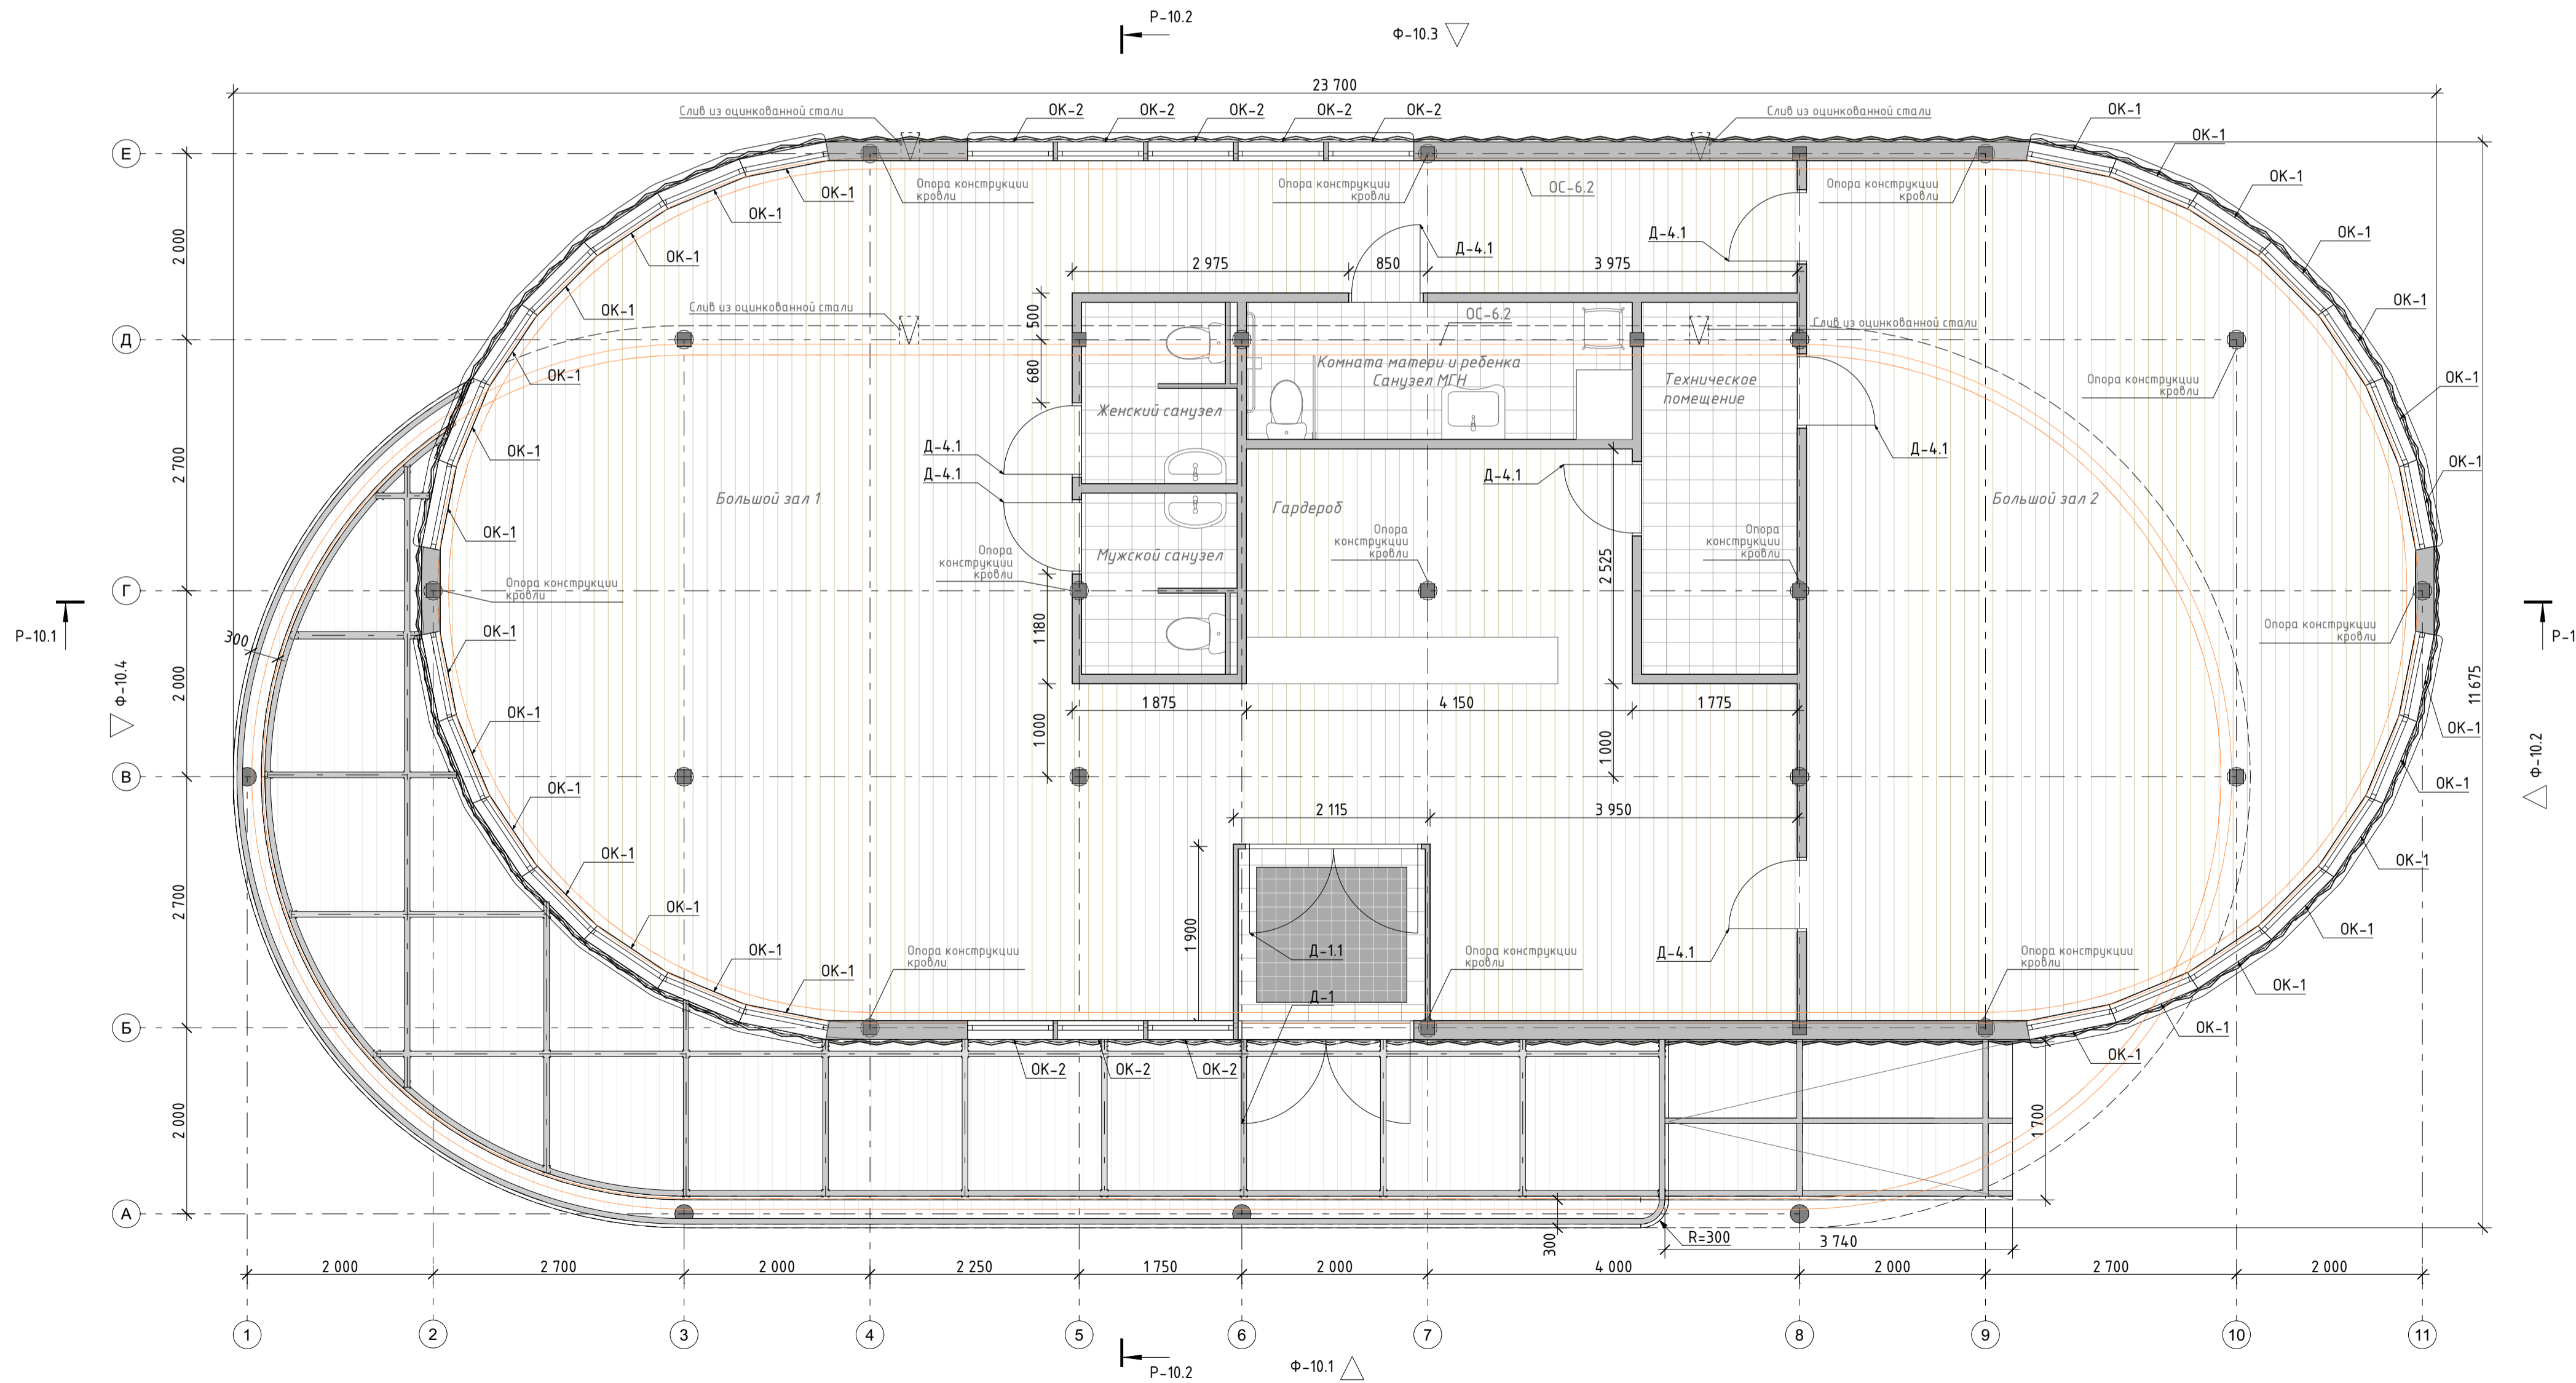 Р-10.2
Ф-10.3
23 700
Слив из оцинкованной стали
ОК-2
ОК-2
ОК-2
ОК-2
ОК-2
Слив из оцинкованной стали
ОК-1
ОК-1
Е
ОК-1
ОК-1
Опора конструкции
кровли
Опора конструкции
кровли
ОС-6.2
Опора конструкции
кровли
ОК-1
ОК-1
ОК-1
2 000
ОК-1
Д-4.1
Д-4.1
2 975
850
3 975
ОК-1
ОК-1
Слив из оцинкованной стали
500
ОС-6.2
Слив из оцинкованной стали
Д
ОК-1
680
Комната матери и ребенка
Санузел МГН
Техническое
помещение
Опора конструкции
кровли
ОК-1
Женский санузел
2 700
ОК-1
Д-4.1
Д-4.1
Д-4.1
Д-4.1
ОК-1
Большой зал 1
Гардероб
Большой зал 2
ОК-1
Мужской санузел
Опора
конструкции
кровли
Опора
конструкции
кровли
Опора
конструкции
кровли
2 525
Г
Опора конструкции
кровли
1 180
Р-10.1
300
ОК-1
Опора конструкции
кровли
Р-1
Ф-10.4
2 000
11 675
ОК-1
1 875
4 150
1 775
1 000
1 000
ОК-1
Ф-10.2
В
ОК-1
ОК-1
2 115
3 950
ОК-1
ОК-1
2 700
ОК-1
1 900
ОК-1
ОК-1
ОК-1
Опора конструкции
кровли
Д-1.1
Опора конструкции
кровли
Д-4.1
Опора конструкции
кровли
ОК-1
Д-1
Б
ОК-1
ОК-1
ОК-2
ОК-2
ОК-2
2 000
1 700
А
300
R=300
3 740
2 000
2 700
2 000
2 250
1 750
2 000
4 000
2 000
2 700
2 000
1
2
3
4
5
6
7
8
9
10
11
Р-10.2
Ф-10.1